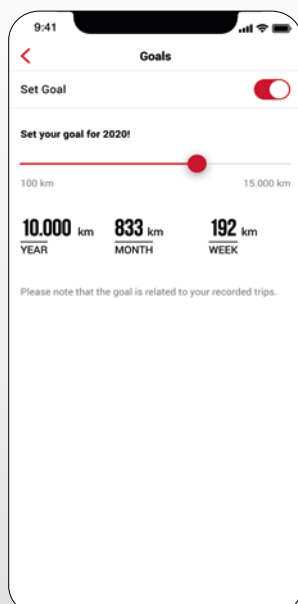 9:41
Goals
Set Goal
Set your goal for 2020!
100 km 15.000 km
10.000 km 833 km 192 km
YEAR MONTH WEEK
Please note that the goal is related to your recorded trips.